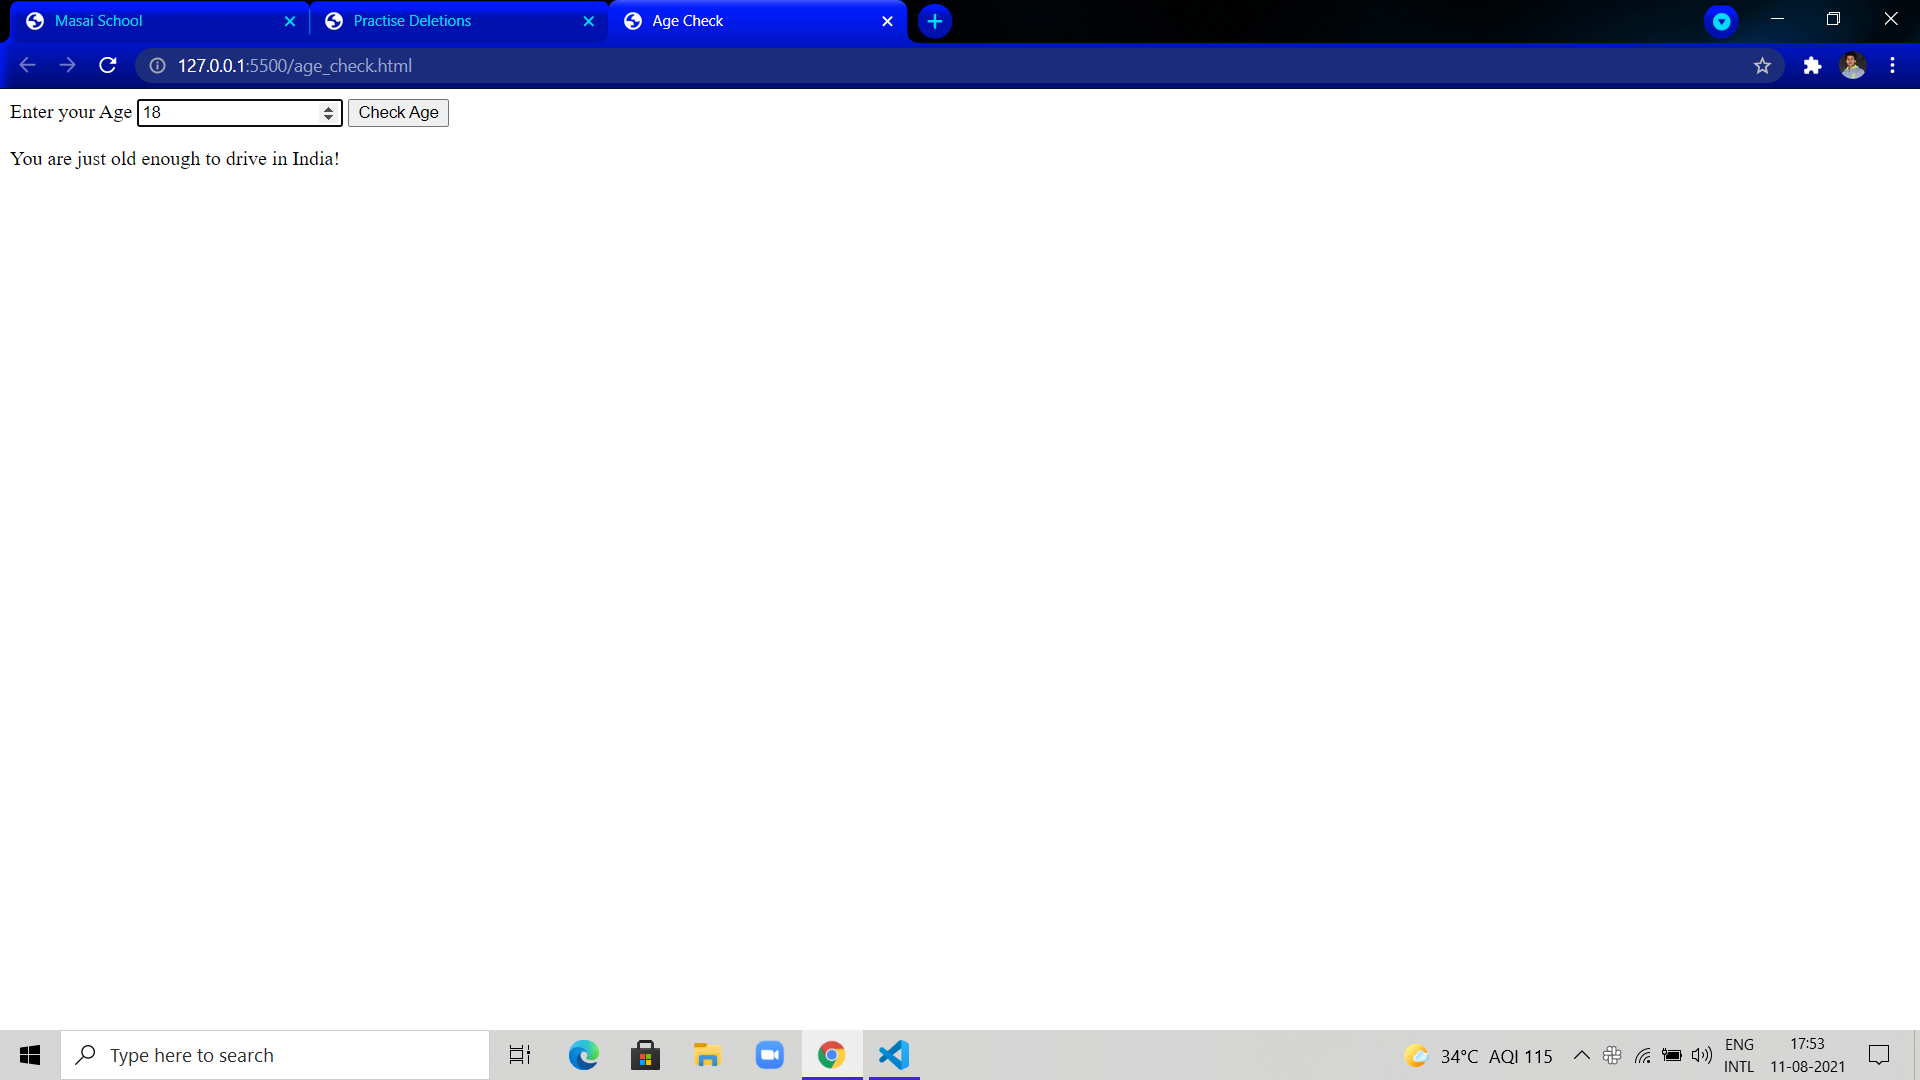 Masai School
Practise Deletions
Age Check
127.0.0.1:5500/age_check.html
Enter your Age 18 Check Age
You are just old enough to drive in India!
Type here to search
34°C AQI 115
ENG
INTL
17:53
11-08-2021